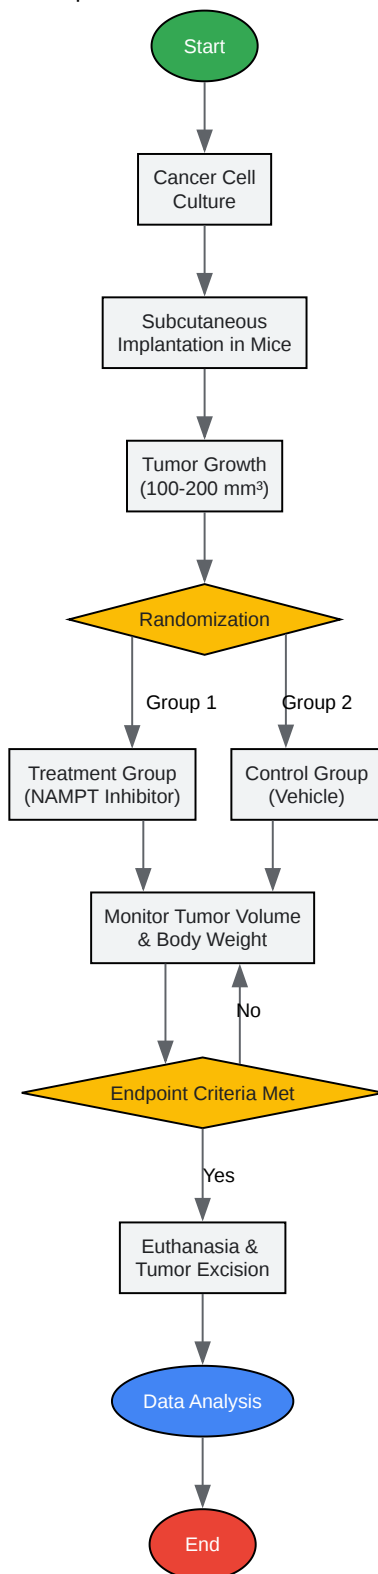 Start
Cancer Cell
Culture
Subcutaneous
Implantation in Mice
Tumor Growth
(100-200 mm³)
Randomization
Group 1
Group 2
Treatment Group
(NAMPT Inhibitor)
Control Group
(Vehicle)
Monitor Tumor Volume
& Body Weight
No
Endpoint Criteria Met
Yes
Euthanasia &
Tumor Excision
Data Analysis
End